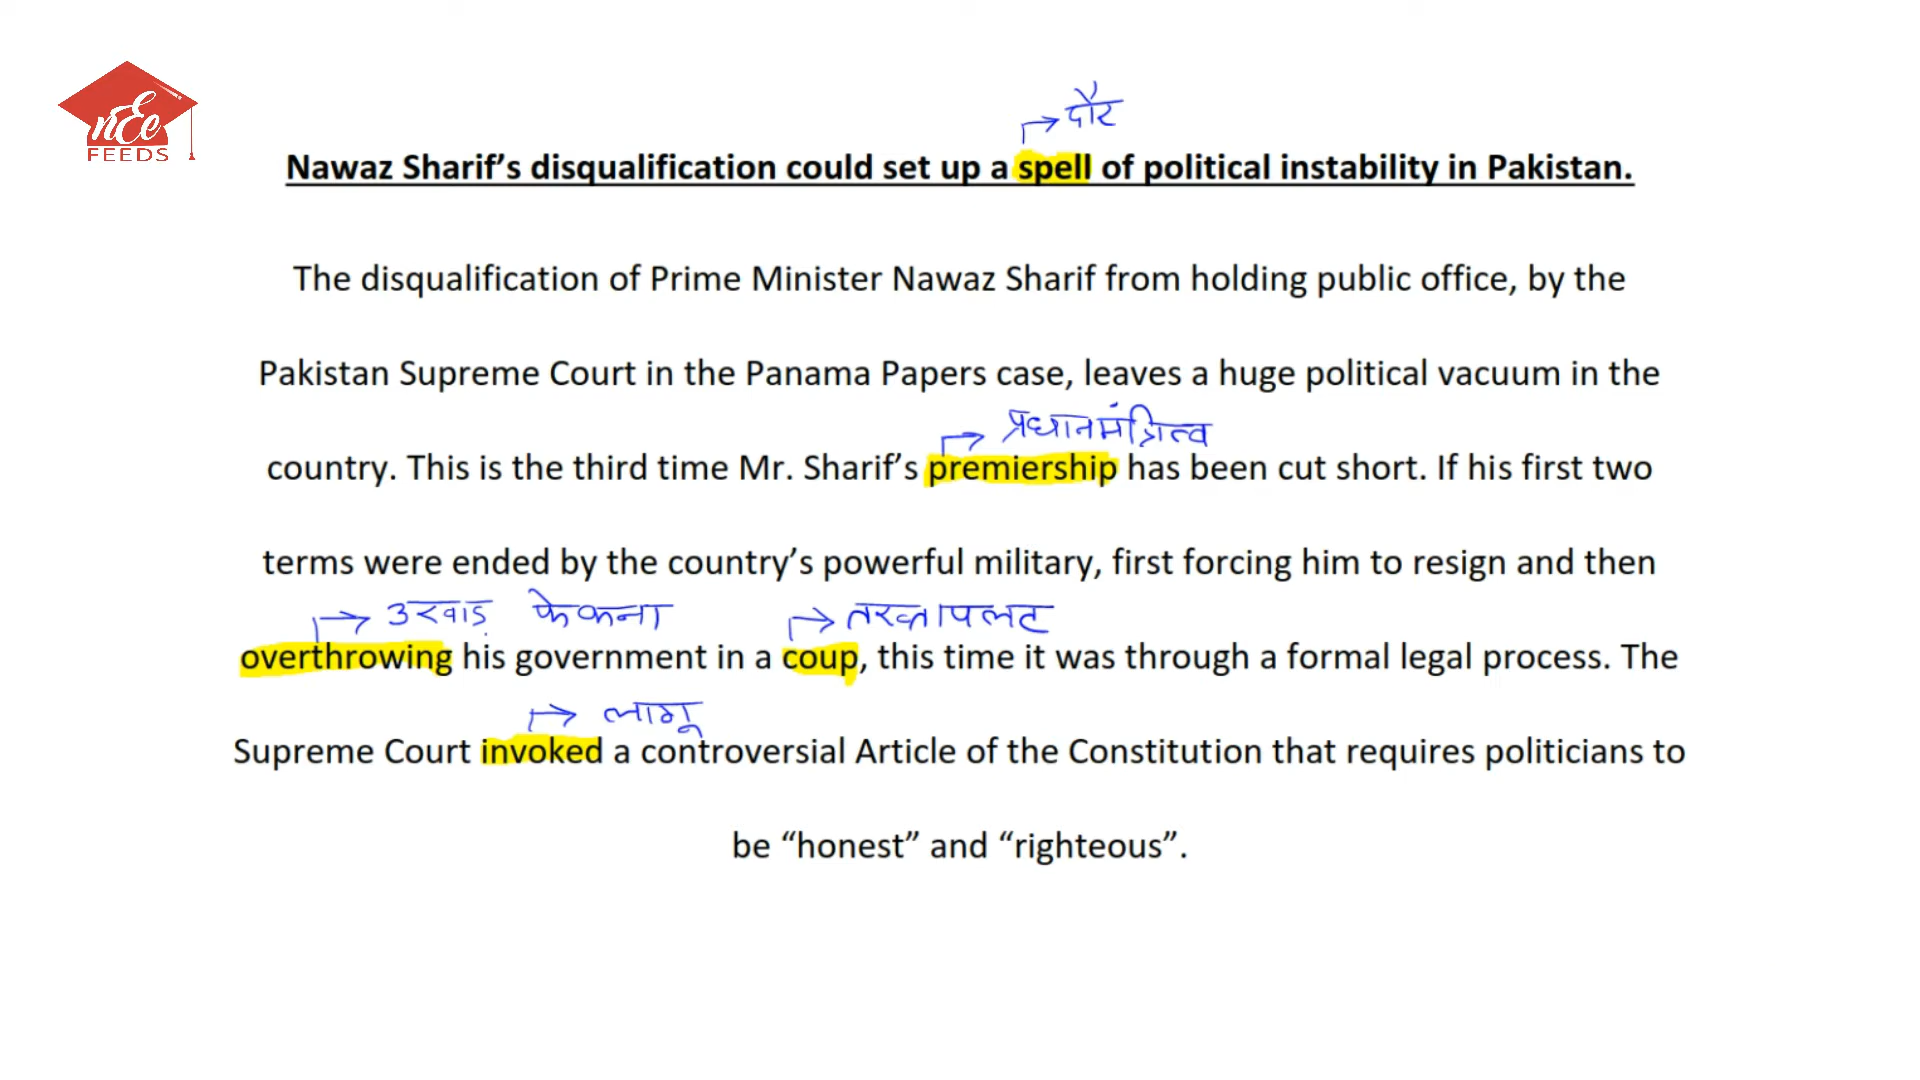 nEe
FEEDS
दौर
Nawaz Sharif’s disqualification could set up a spell of political instability in Pakistan.
The disqualification of Prime Minister Nawaz Sharif from holding public office, by the
Pakistan Supreme Court in the Panama Papers case, leaves a huge political vacuum in the
प्रधानमंत्रित्व
country. This is the third time Mr. Sharif’s premiership has been cut short. If his first two
terms were ended by the country’s powerful military, first forcing him to resign and then
उखाड़ फेकना तख्तापलट
overthrowing his government in a coup, this time it was through a formal legal process. The
लागू
Supreme Court invoked a controversial Article of the Constitution that requires politicians to
be “honest” and “righteous”.